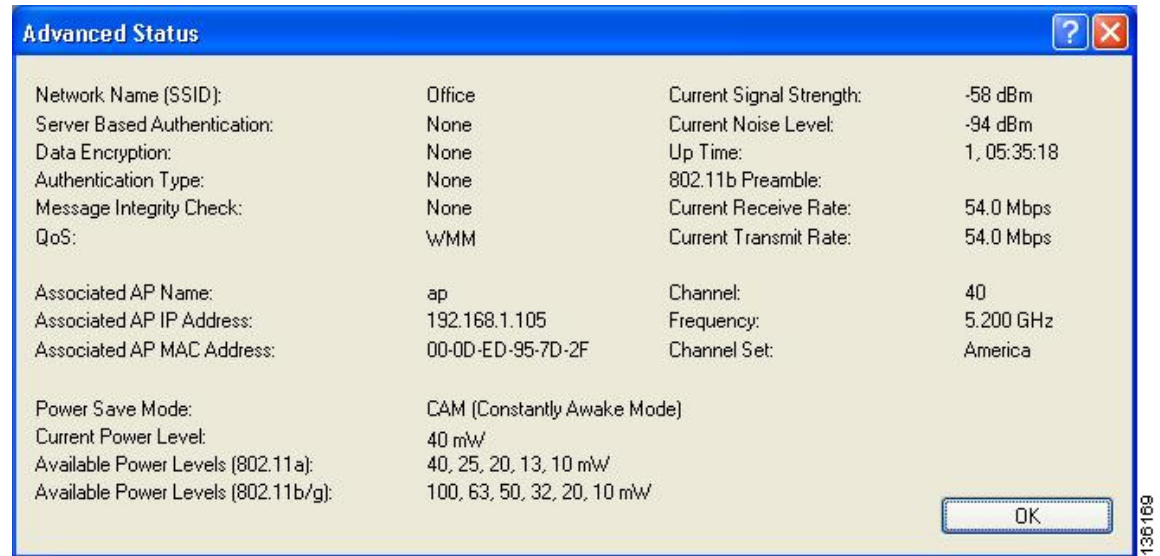 Advanced Status
Network Name (SSID): Office Current Signal Strength: -58 dBm
Server Based Authentication: None Current Noise Level: -94 dBm
Data Encryption: None Up Time: 1, 05:35:18
Authentication Type: None 802.11b Preamble:
Message Integrity Check: None Current Receive Rate: 54.0 Mbps
QoS: WMM Current Transmit Rate: 54.0 Mbps
Associated AP Name: ap Channel: 40
Associated AP IP Address: 192.168.1.105 Frequency: 5.200 GHz
Associated AP MAC Address: 00-0D-ED-95-7D-2F Channel Set: America
Power Save Mode: CAM (Constantly Awake Mode)
Current Power Level: 40 mW
Available Power Levels (802.11a): 40, 25, 20, 13, 10 mW
Available Power Levels (802.11b/g): 100, 63, 50, 32, 20, 10 mW
OK
136169